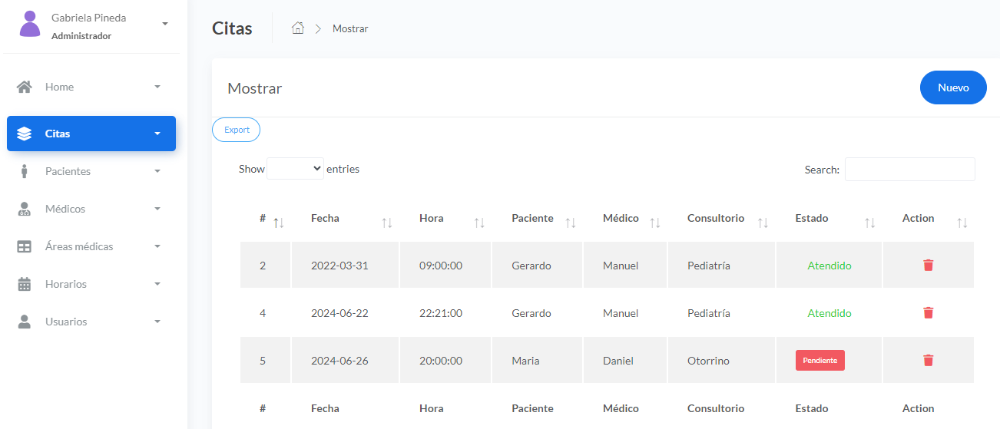 Gabriela Pineda
Administrador
Home
Citas
Pacientes
Médicos
Áreas médicas
Horarios
Usuarios
Citas Mostrar
Mostrar Nuevo
Export
Show entries Search:
# Fecha Hora Paciente Médico Consultorio Estado Action
2 2022-03-31 09:00:00 Gerardo Manuel Pediatría Atendido
4 2024-06-22 22:21:00 Gerardo Manuel Pediatría Atendido
5 2024-06-26 20:00:00 Maria Daniel Otorrino Pendiente
# Fecha Hora Paciente Médico Consultorio Estado Action